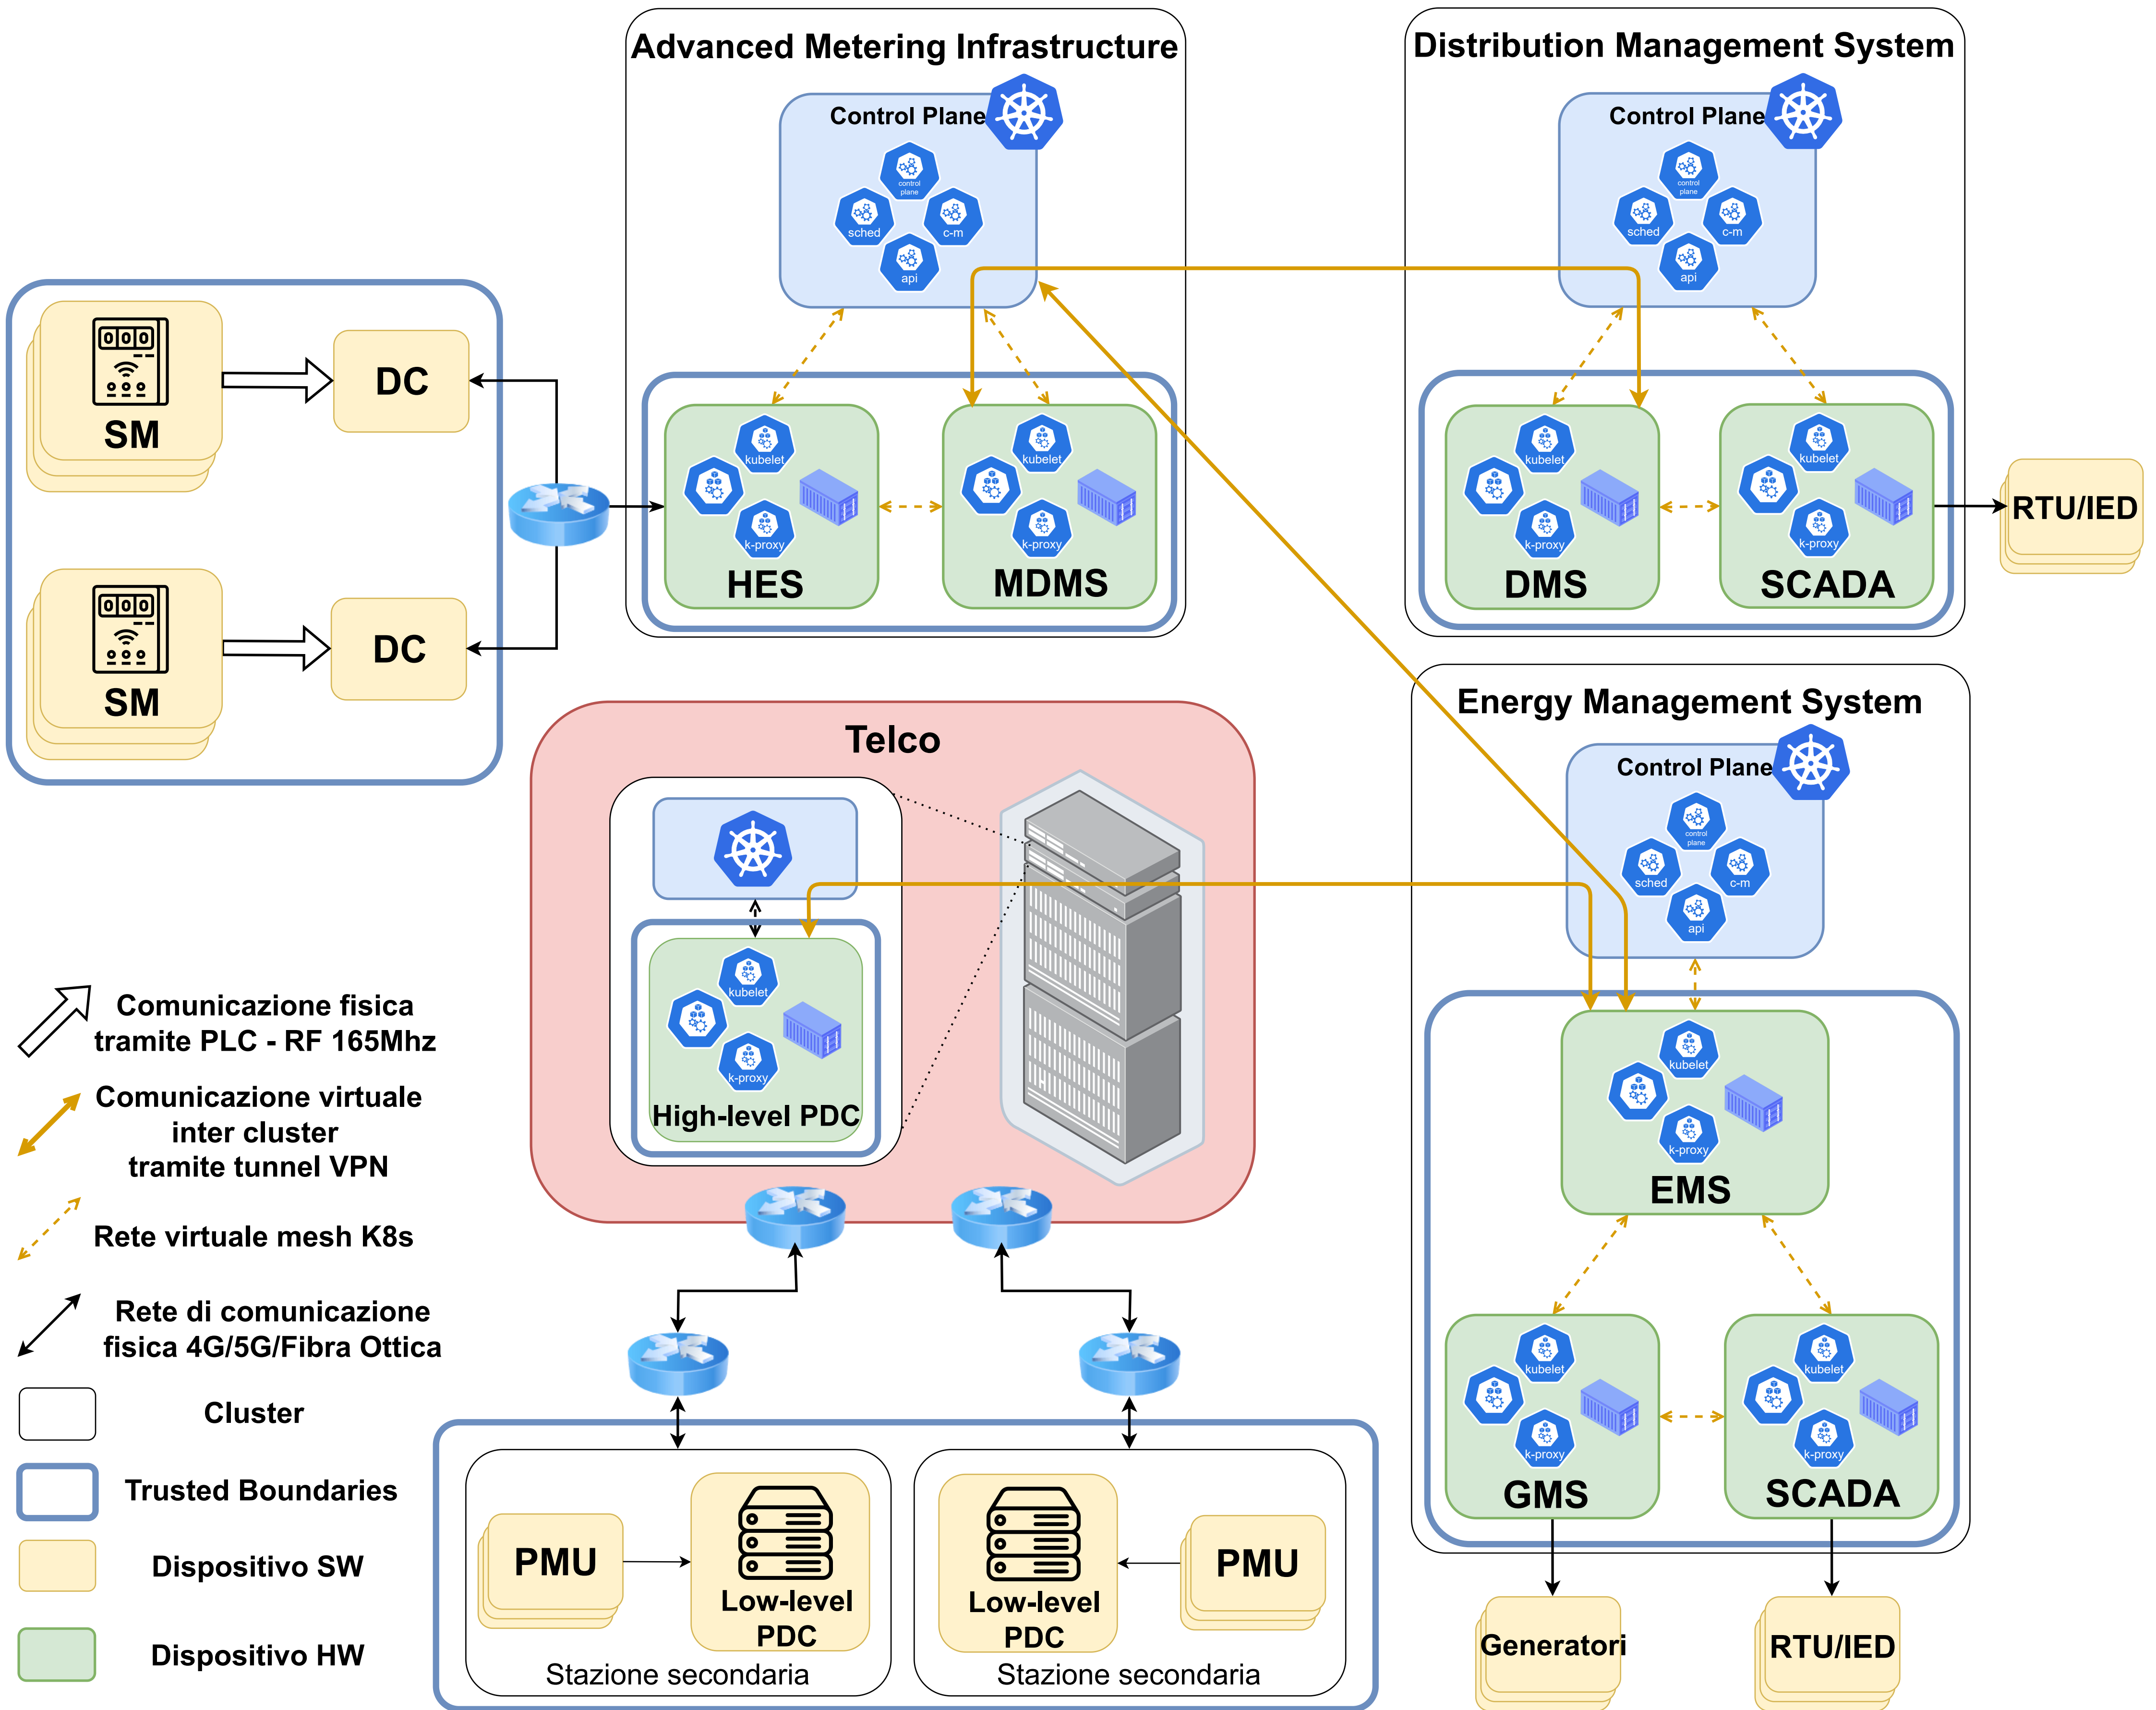 Advanced Metering Infrastructure
Control Plane
control
plane
sched
c-m
api
kubelet
k-proxy
HES
kubelet
k-proxy
MDMS
Distribution Management System
Control Plane
control
plane
sched
c-m
api
kubelet
k-proxy
DMS
kubelet
k-proxy
SCADA
RTU/IED
000
SM
DC
000
SM
DC
Telco
kubelet
k-proxy
High-level PDC
Energy Management System
Control Plane
control
plane
sched
c-m
api
kubelet
k-proxy
EMS
kubelet
k-proxy
GMS
kubelet
k-proxy
SCADA
Generatori
RTU/IED
PMU
Low-level
PDC
Stazione secondaria
Low-level
PDC
PMU
Stazione secondaria
Comunicazione fisica
tramite PLC - RF 165Mhz
Comunicazione virtuale
inter cluster
tramite tunnel VPN
Rete virtuale mesh K8s
Rete di comunicazione
fisica 4G/5G/Fibra Ottica
Cluster
Trusted Boundaries
Dispositivo SW
Dispositivo HW